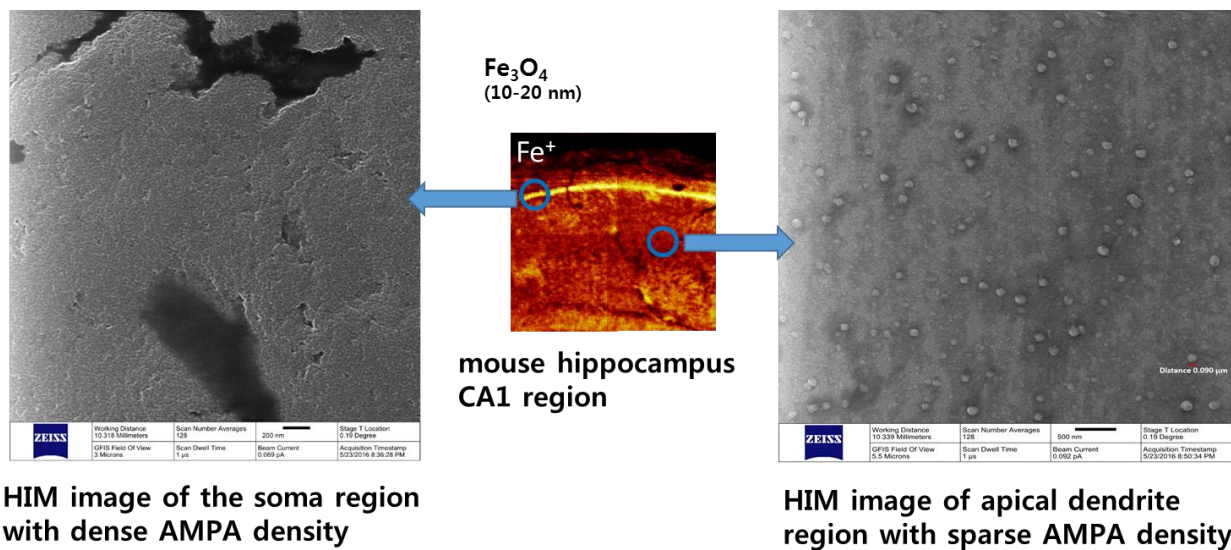 Fe₃O₄
(10-20 nm)
Fe⁺
mouse hippocampus
CA1 region
Distance 0.090 µm
ZEISS
Working Distance
10.318 Millimeters
GFIS Field Of View
3 Microns
Scan Number Averages
128
Scan Dwell Time
1 µs
200 nm
Beam Current
0.069 pA
Stage T Location
0.19 Degree
Acquisition Timestamp
5/23/2016 8:36:28 PM
ZEISS
Working Distance
10.339 Millimeters
GFIS Field Of View
5.5 Microns
Scan Number Averages
128
Scan Dwell Time
1 µs
500 nm
Beam Current
0.092 pA
Stage T Location
0.19 Degree
Acquisition Timestamp
5/23/2016 8:50:34 PM
HIM image of the soma region
with dense AMPA density
HIM image of apical dendrite
region with sparse AMPA density